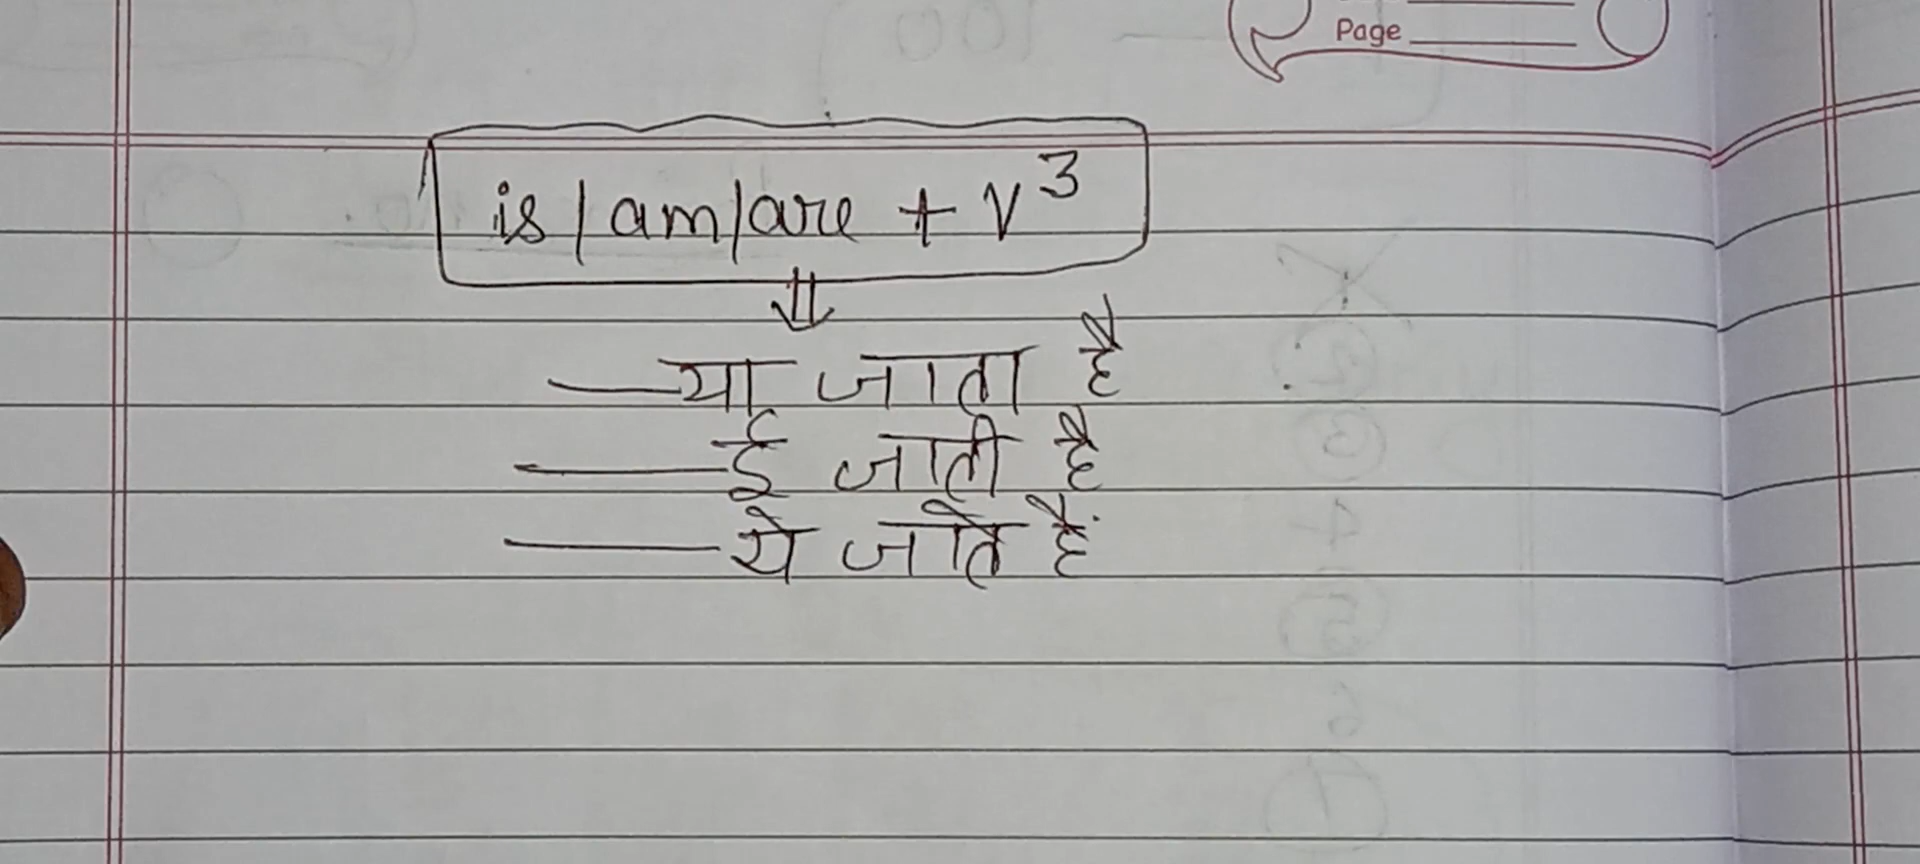 Page
is / am / are + V³
⇓
—या जाता है
—ई जाती है
—ये जाते हैं